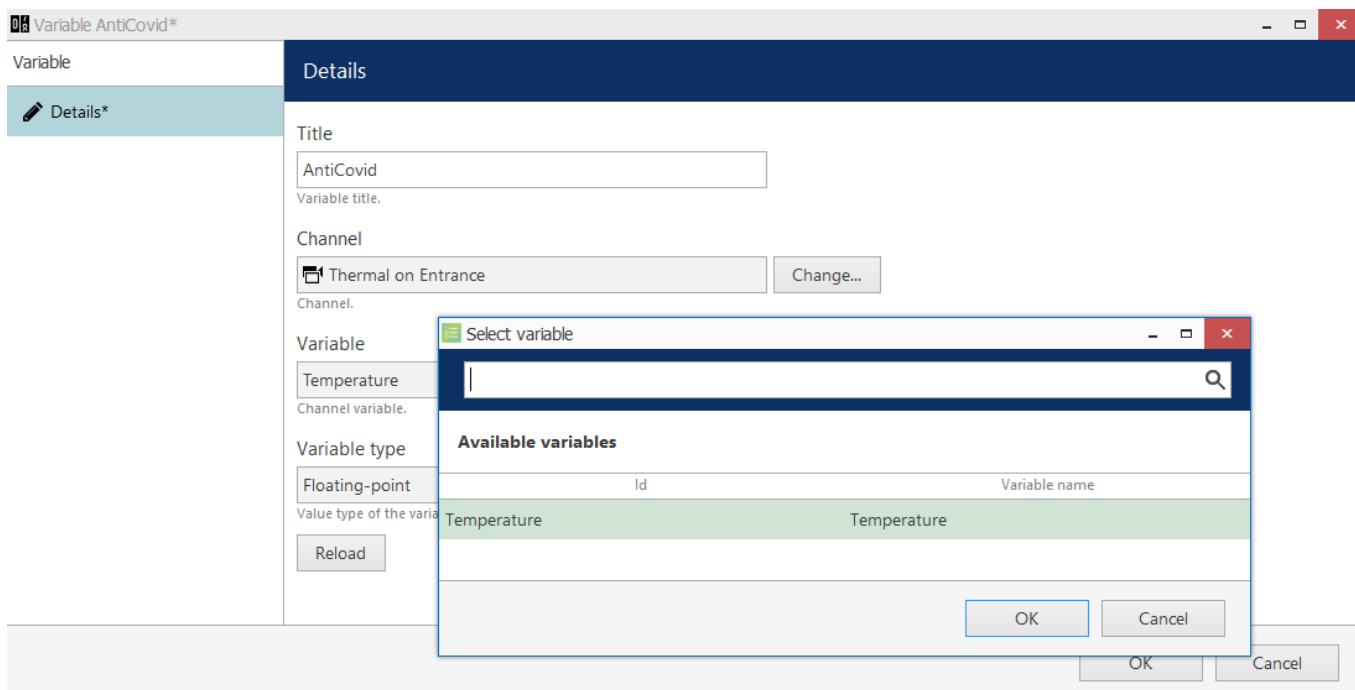 Variable AntiCovid*
Variable
Details
Details*
Title
AntiCovid
Variable title.
Channel
Thermal on Entrance
Change...
Channel.
Select variable
Variable
Temperature
Channel variable.
Available variables
Variable type
Id Variable name
Floating-point
Value type of the varia
Temperature Temperature
Reload
OK Cancel
OK Cancel